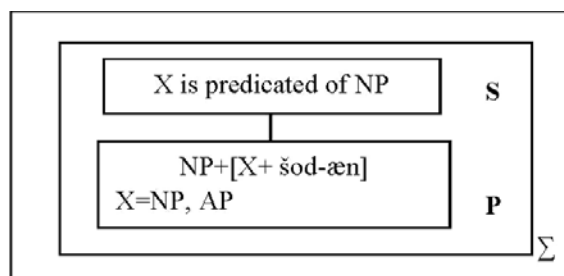 X is predicated of NP
S
NP+[X+ šod-æn]
X=NP, AP
P
∑